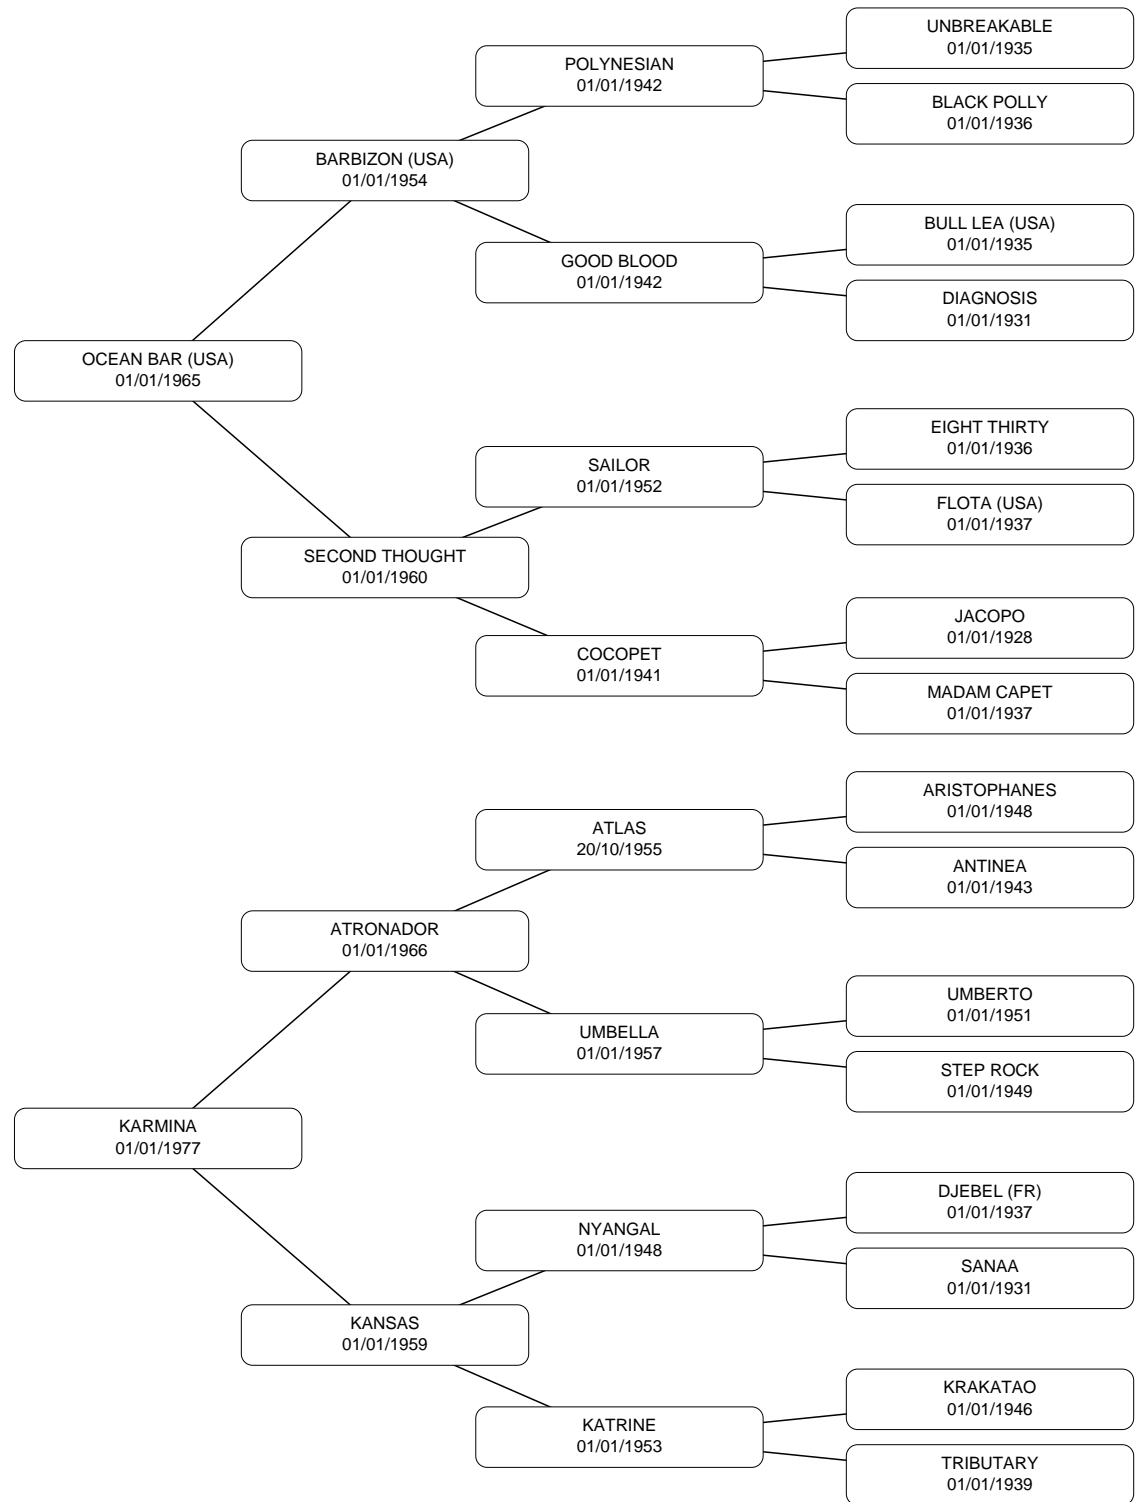 UNBREAKABLE
01/01/1935
POLYNESIAN
01/01/1942
BLACK POLLY
01/01/1936
BARBIZON (USA)
01/01/1954
BULL LEA (USA)
01/01/1935
GOOD BLOOD
01/01/1942
DIAGNOSIS
01/01/1931
OCEAN BAR (USA)
01/01/1965
EIGHT THIRTY
01/01/1936
SAILOR
01/01/1952
FLOTA (USA)
01/01/1937
SECOND THOUGHT
01/01/1960
JACOPO
01/01/1928
COCOPET
01/01/1941
MADAM CAPET
01/01/1937
ARISTOPHANES
01/01/1948
ATLAS
20/10/1955
ANTINEA
01/01/1943
ATRONADOR
01/01/1966
UMBERTO
01/01/1951
UMBELLA
01/01/1957
STEP ROCK
01/01/1949
KARMINA
01/01/1977
DJEBEL (FR)
01/01/1937
NYANGAL
01/01/1948
SANAA
01/01/1931
KANSAS
01/01/1959
KRAKATAO
01/01/1946
KATRINE
01/01/1953
TRIBUTARY
01/01/1939